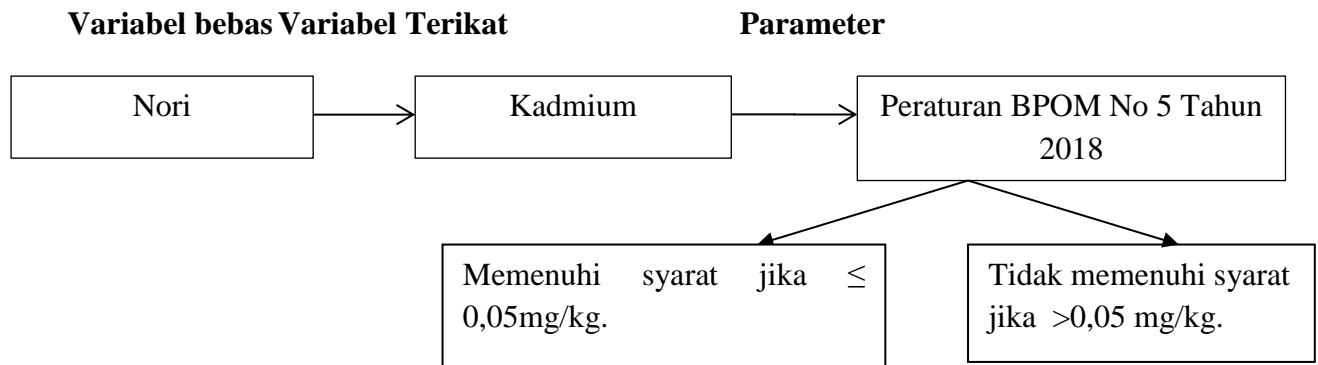 Variabel bebas Variabel Terikat Parameter
Nori
Kadmium
Peraturan BPOM No 5 Tahun
2018
Memenuhi syarat jika ≤
0,05mg/kg.
Tidak memenuhi syarat
jika >0,05 mg/kg.